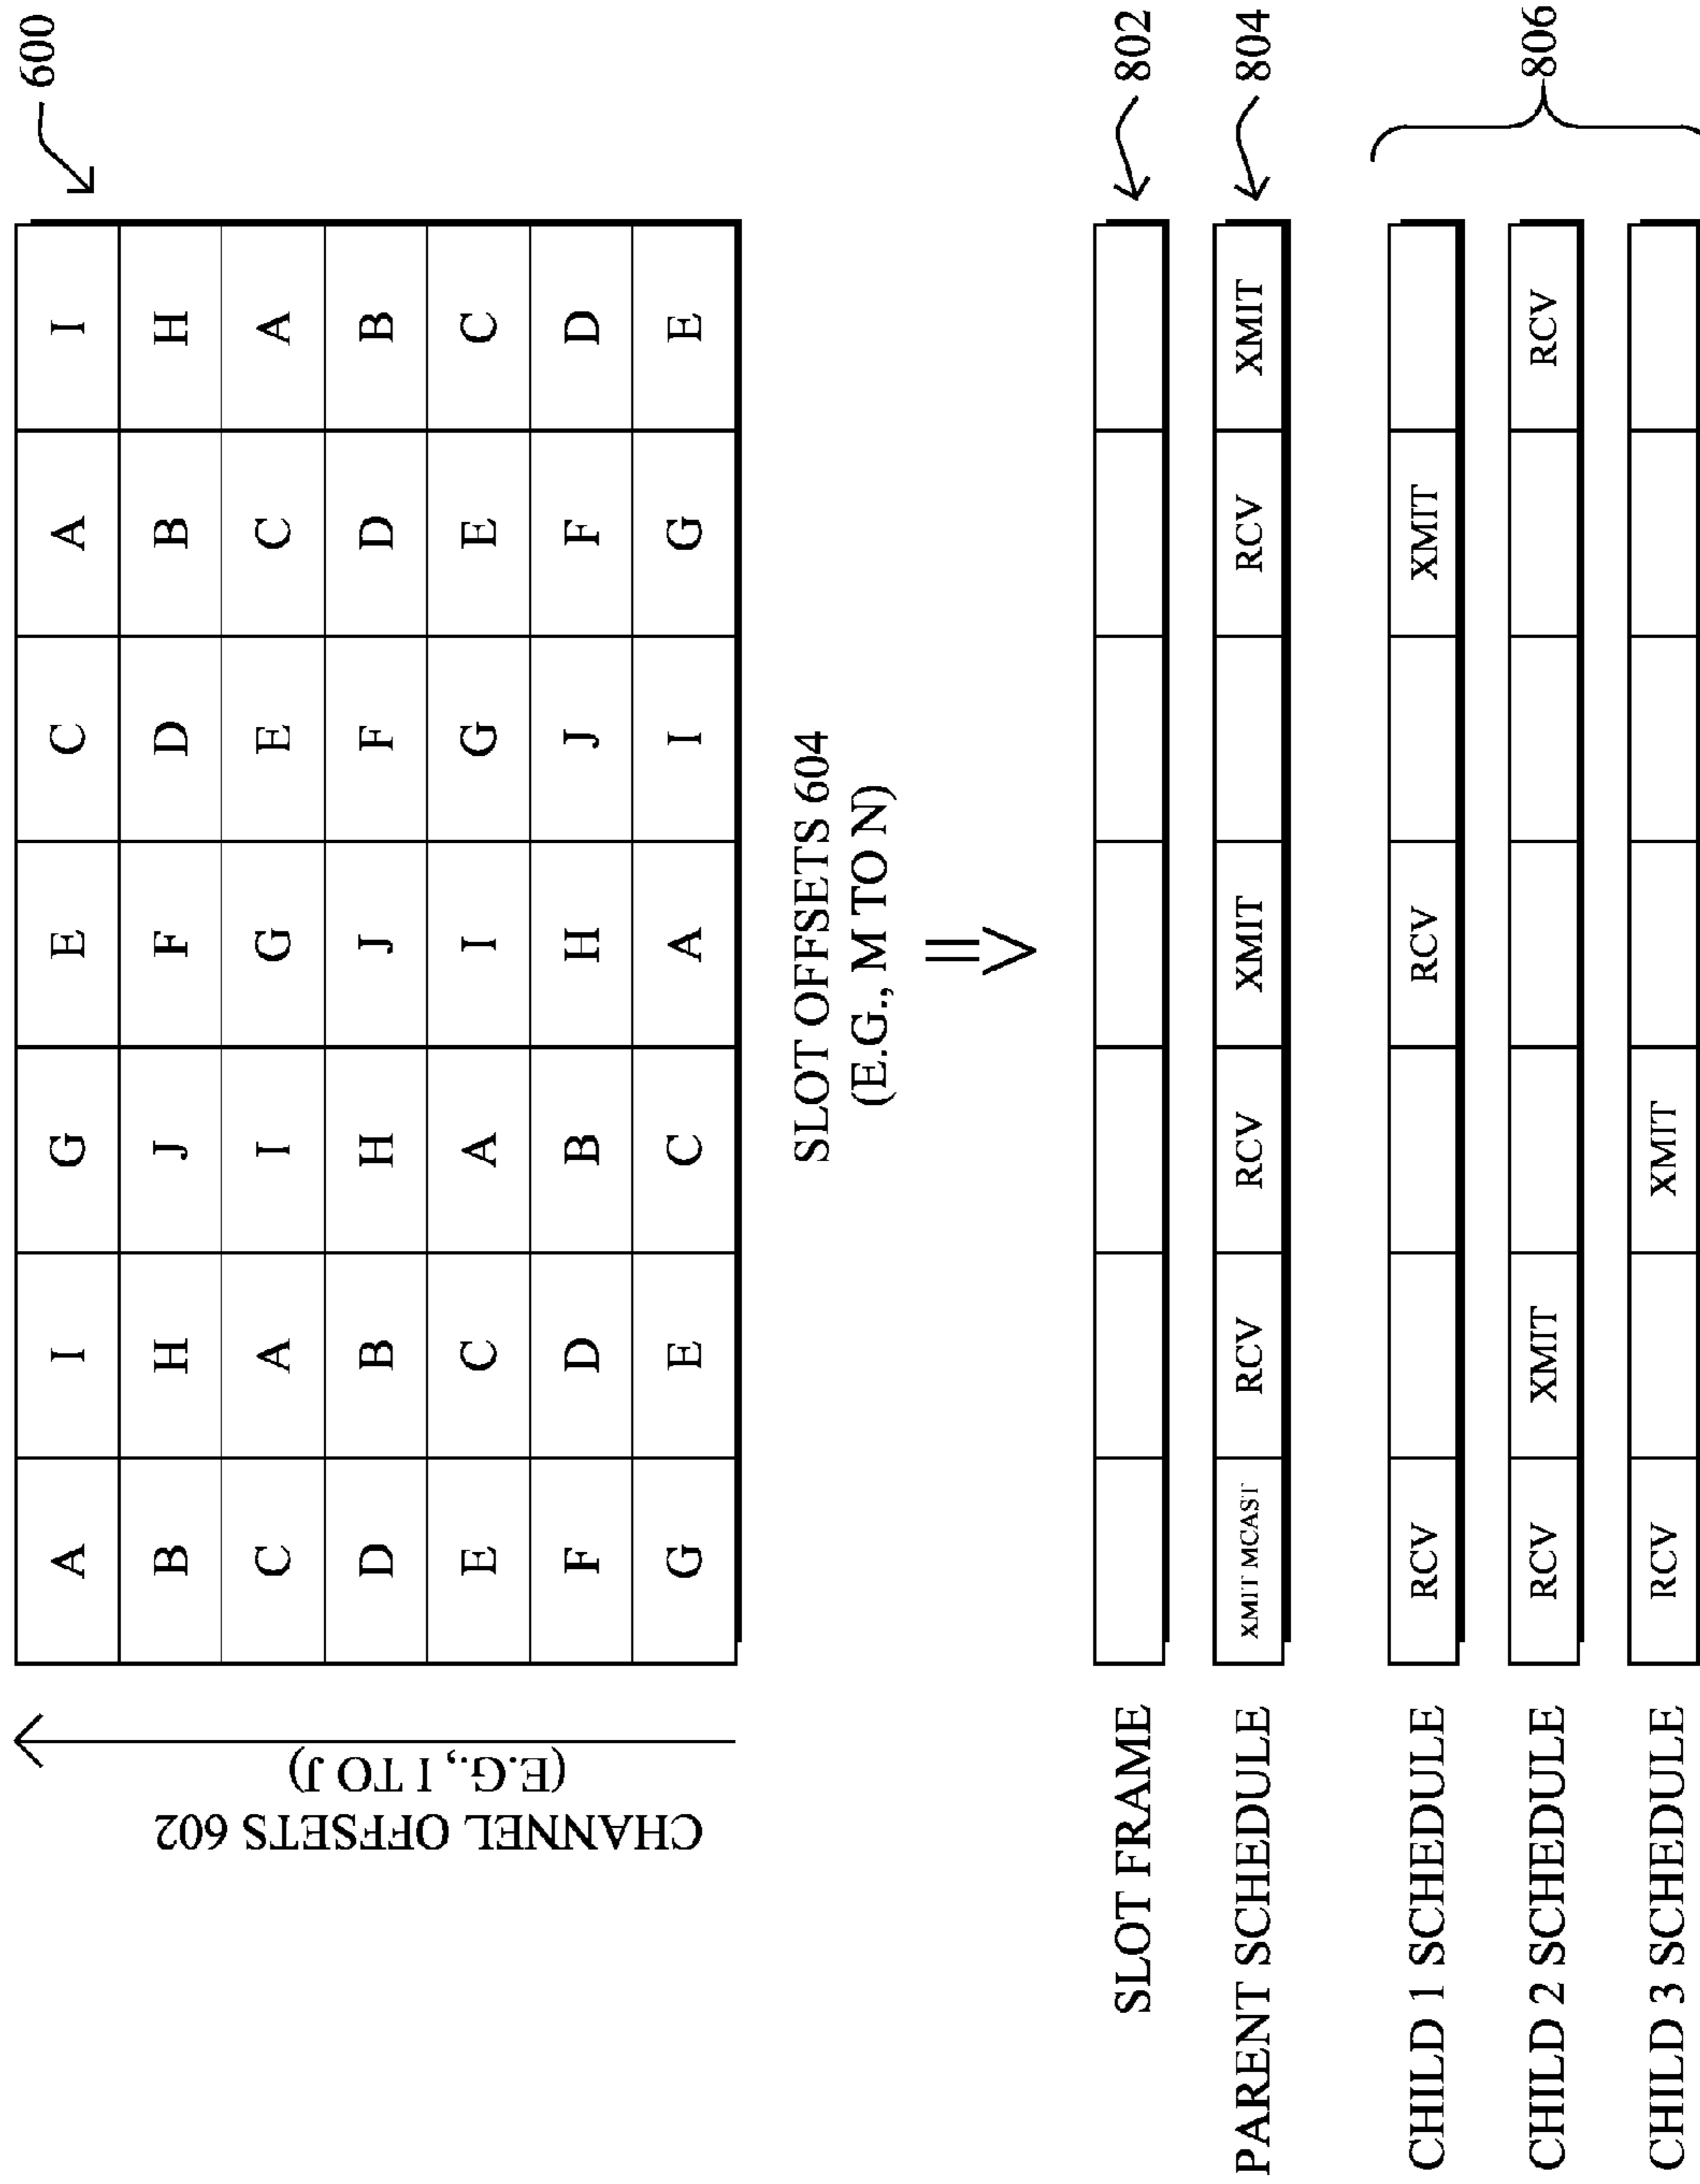 600
CHANNEL OFFSETS 602
(E.G., I TO J)
A I G E C A I
B H J F D B H
C A I G E C A
D B H J F D B
E C A I G E C
F D B H J F D
G E C A I G E
SLOT OFFSETS 604
(E.G., M TO N)
SLOT FRAME 802
PARENT SCHEDULE XMIT MCAST RCV RCV XMIT RCV XMIT 804
CHILD 1 SCHEDULE RCV RCV XMIT
CHILD 2 SCHEDULE RCV XMIT RCV 806
CHILD 3 SCHEDULE RCV XMIT